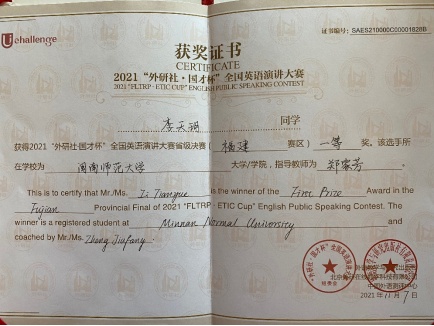 Uchallenge
证书编号：SAES210000C00001828B
获奖证书
CERTIFICATE
2021 “外研社·国才杯” 全国英语演讲大赛
2021 "FLTRP · ETIC CUP" ENGLISH PUBLIC SPEAKING CONTEST
李天 同学
获得2021 “外研社·国才杯” 全国英语演讲大赛省级决赛（福建 赛区）一等 奖。该选手所
在学校为 闽南师范大学 大学/学院，指导教师为 郑家芳
This is to certify that Mr./Ms. Li is the winner of the First Prize Award in the
Fujian Provincial Final of 2021 "FLTRP · ETIC Cup" English Public Speaking Contest. The
winner is a registered student at Minnan Normal University and
coached by Mr./Ms. Zheng
2021年11月7日